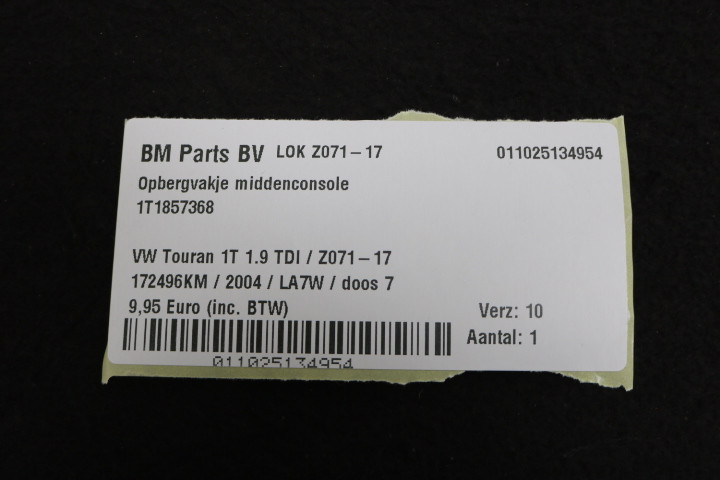 BM Parts BV LOK Z071-17 011025134954
Opbergvakje middenconsole
1T1857368
VW Touran 1T 1.9 TDI / Z071-17
172496KM / 2004 / LA7W / doos 7
9,95 Euro (inc. BTW) Verz: 10
Aantal: 1
011025134954